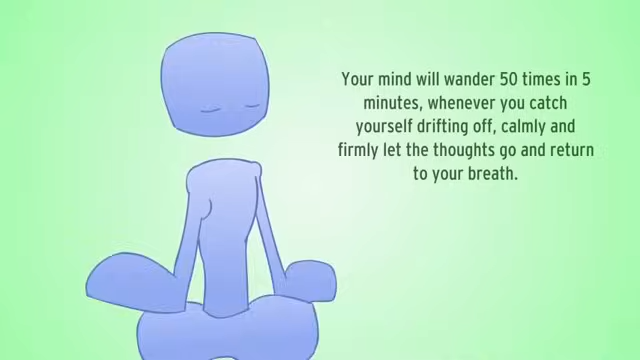 Your mind will wander 50 times in 5
minutes, whenever you catch
yourself drifting off, calmly and
firmly let the thoughts go and return
to your breath.